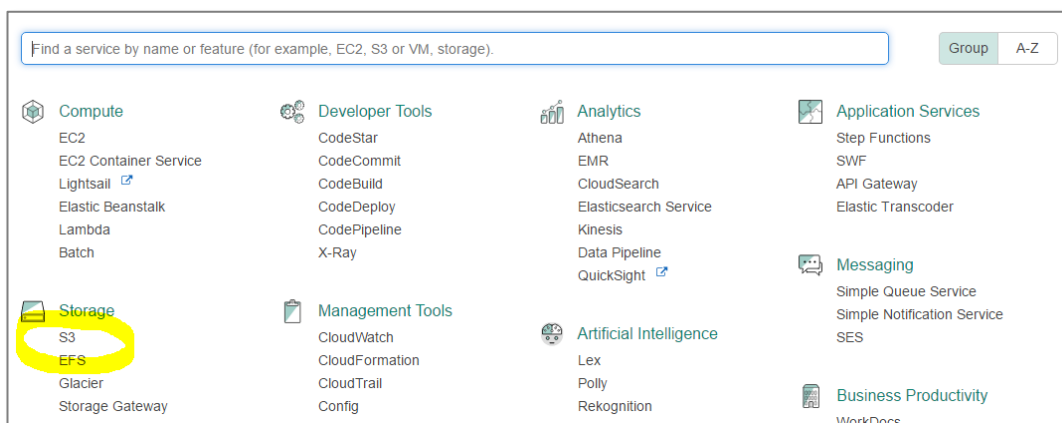 Find a service by name or feature (for example, EC2, S3 or VM, storage).
Group
A-Z
Compute
EC2
EC2 Container Service
Lightsail
Elastic Beanstalk
Lambda
Batch
Storage
S3
EFS
Glacier
Storage Gateway
Developer Tools
CodeStar
CodeCommit
CodeBuild
CodeDeploy
CodePipeline
X-Ray
Management Tools
CloudWatch
CloudFormation
CloudTrail
Config
Analytics
Athena
EMR
CloudSearch
Elasticsearch Service
Kinesis
Data Pipeline
QuickSight
Artificial Intelligence
Lex
Polly
Rekognition
Application Services
Step Functions
SWF
API Gateway
Elastic Transcoder
Messaging
Simple Queue Service
Simple Notification Service
SES
Business Productivity
WorkDocs